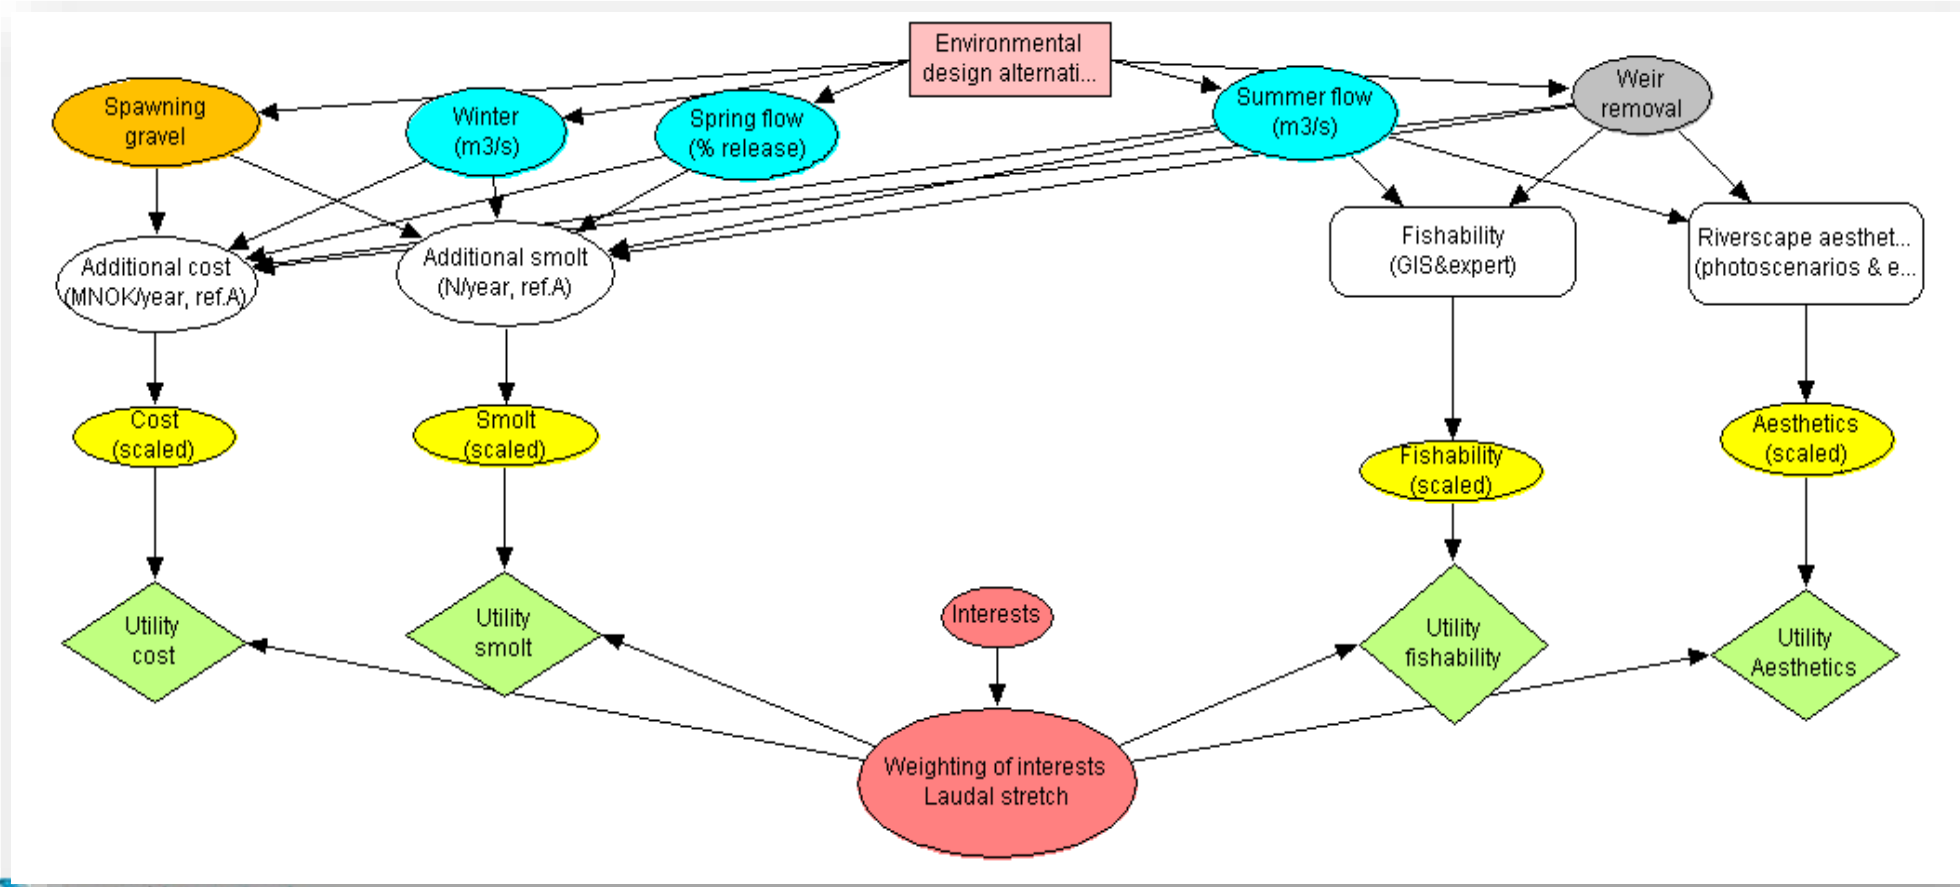 Environmental
design alternati...
Spawning
gravel
Winter
(m3/s)
Spring flow
(% release)
Summer flow
(m3/s)
Weir
removal
Additional cost
(MNOK/year, ref.A)
Additional smolt
(N/year, ref.A)
Fishability
(GIS&expert)
Riverscape aesthet...
(photoscenarios & e...
Cost
(scaled)
Smolt
(scaled)
Fishability
(scaled)
Aesthetics
(scaled)
Utility
cost
Utility
smolt
Interests
Utility
fishability
Utility
Aesthetics
Weighting of interests
Laudal stretch